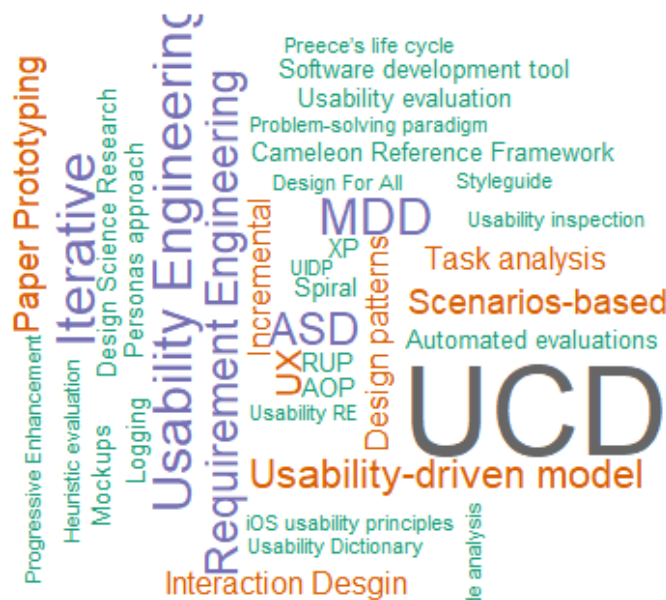 Paper Prototyping
Progressive Enhancement
Iterative
Heuristic evaluation
Design Science Research
Mockups
Personas approach
Logging
Usability Engineering
Requirement Engineering
Preece's life cycle
Software development tool
Usability evaluation
Problem-solving paradigm
Cameleon Reference Framework
Design For All
Styleguide
MDD
Usability inspection
Incremental
XP
UIDP
Spiral
Design patterns
Task analysis
Scenarios-based
ASD
Automated evaluations
UX
RUP
AOP
Usability RE
UCD
Usability-driven model
iOS usability principles
Usability Dictionary
analysis
Interaction Desgin